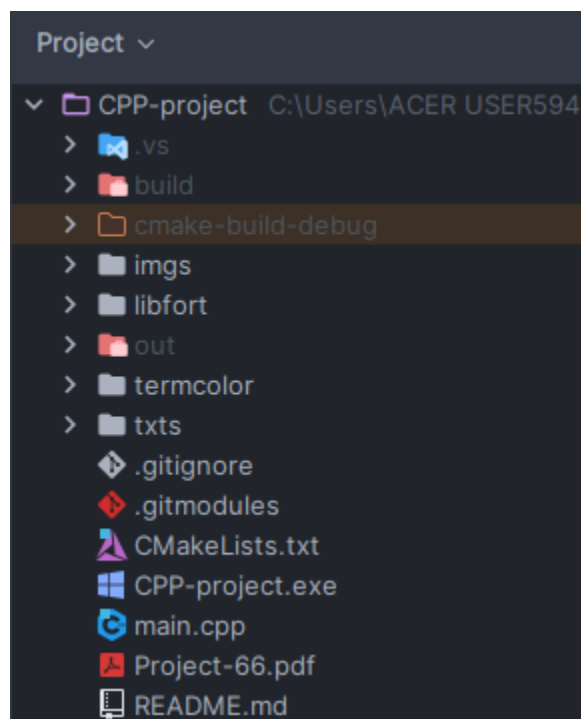 Project
CPP-project C:\Users\ACER USER594
.vs
build
cmake-build-debug
imgs
libfort
out
termcolor
txts
.gitignore
.gitmodules
CMakeLists.txt
CPP-project.exe
main.cpp
Project-66.pdf
README.md